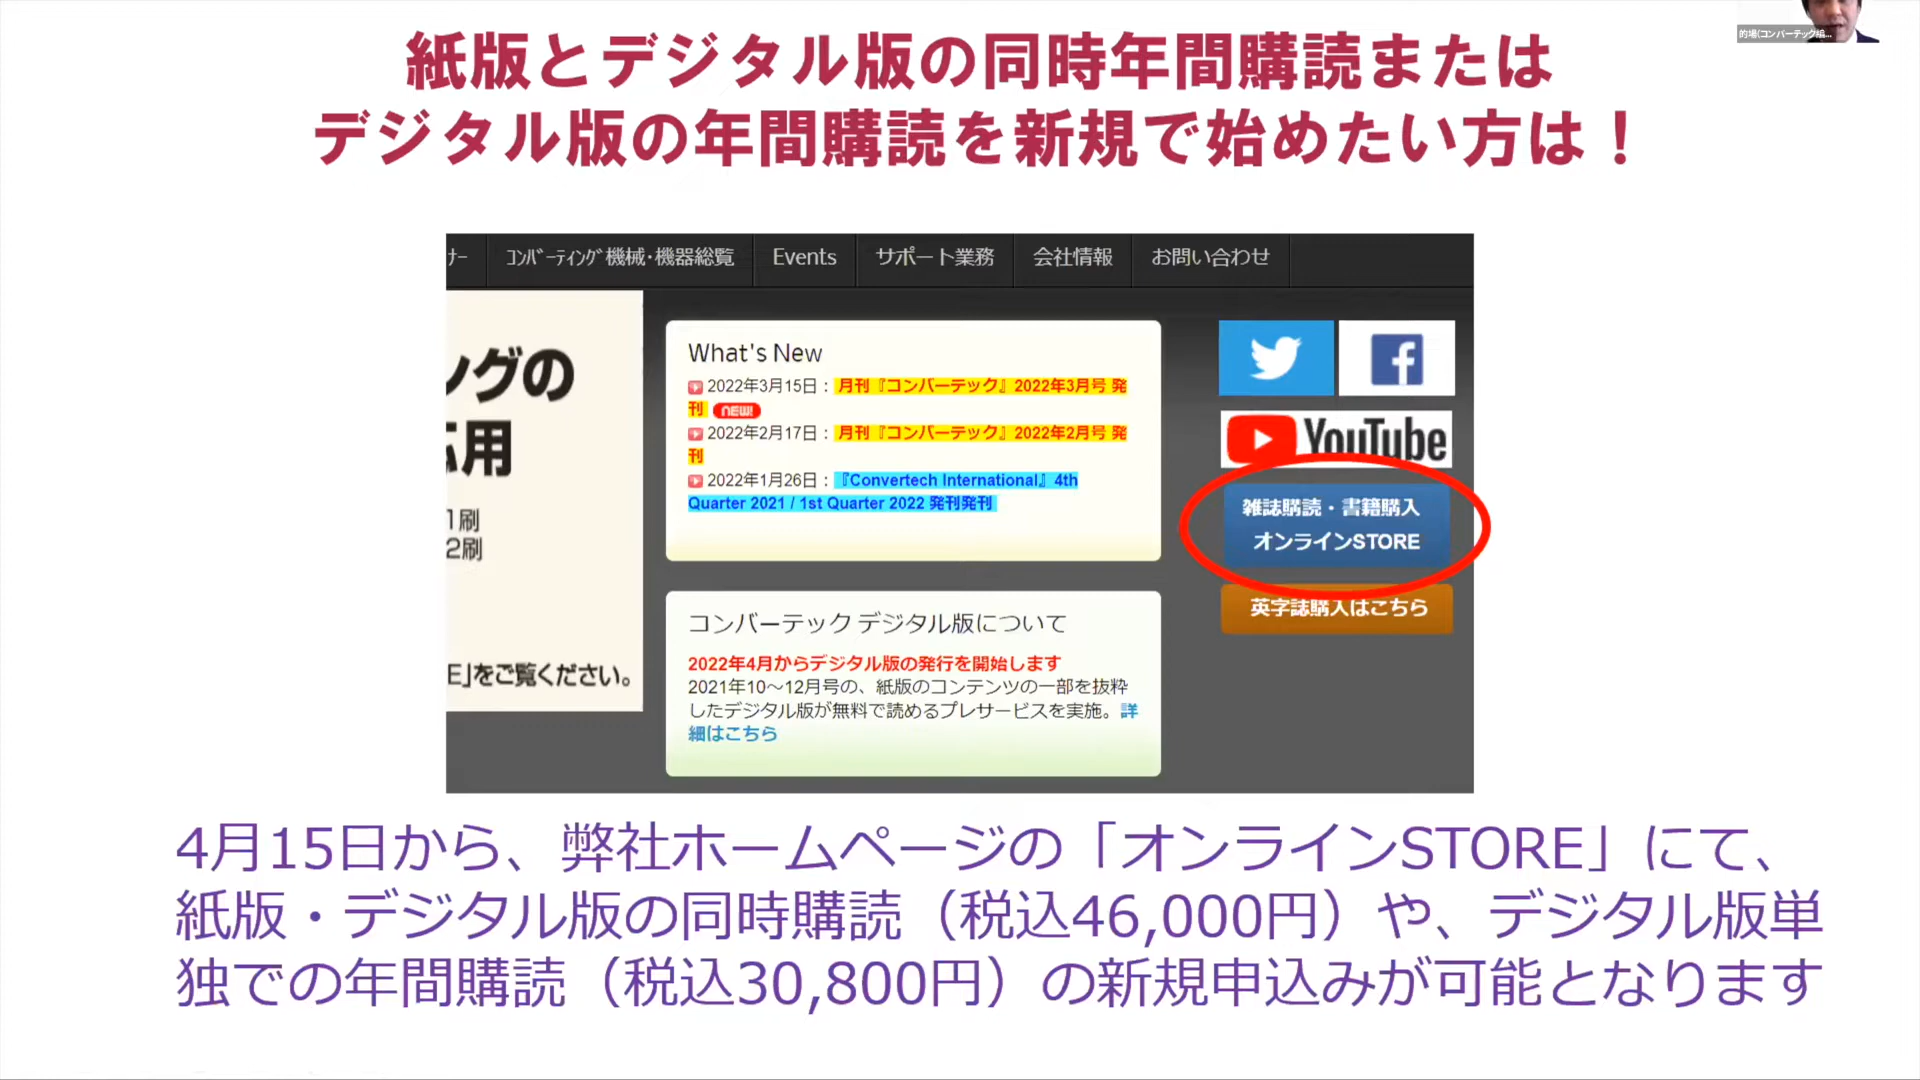 紙版とデジタル版の同時年間購読または
デジタル版の年間購読を新規で始めたい方は！
的場(コンバーテック編...
ナー コンバーティング機械・機器総覧 Events サポート業務 会社情報 お問い合わせ
ングの
応用
1刷
2刷
E」をご覧ください。
What's New
2022年3月15日： 月刊『コンバーテック』2022年3月号 発
刊 NEW!
2022年2月17日： 月刊『コンバーテック』2022年2月号 発
刊
2022年1月26日： 『Convertech International』4th
Quarter 2021 / 1st Quarter 2022 発刊発刊
コンバーテック デジタル版について
2022年4月からデジタル版の発行を開始します
2021年10～12月号の、紙版のコンテンツの一部を抜粋
したデジタル版が無料で読めるプレサービスを実施。詳
細はこちら
YouTube
雑誌購読・書籍購入
オンラインSTORE
英字誌購入はこちら
4月15日から、弊社ホームページの「オンラインSTORE」にて、
紙版・デジタル版の同時購読（税込46,000円）や、デジタル版単
独での年間購読（税込30,800円）の新規申込みが可能となります